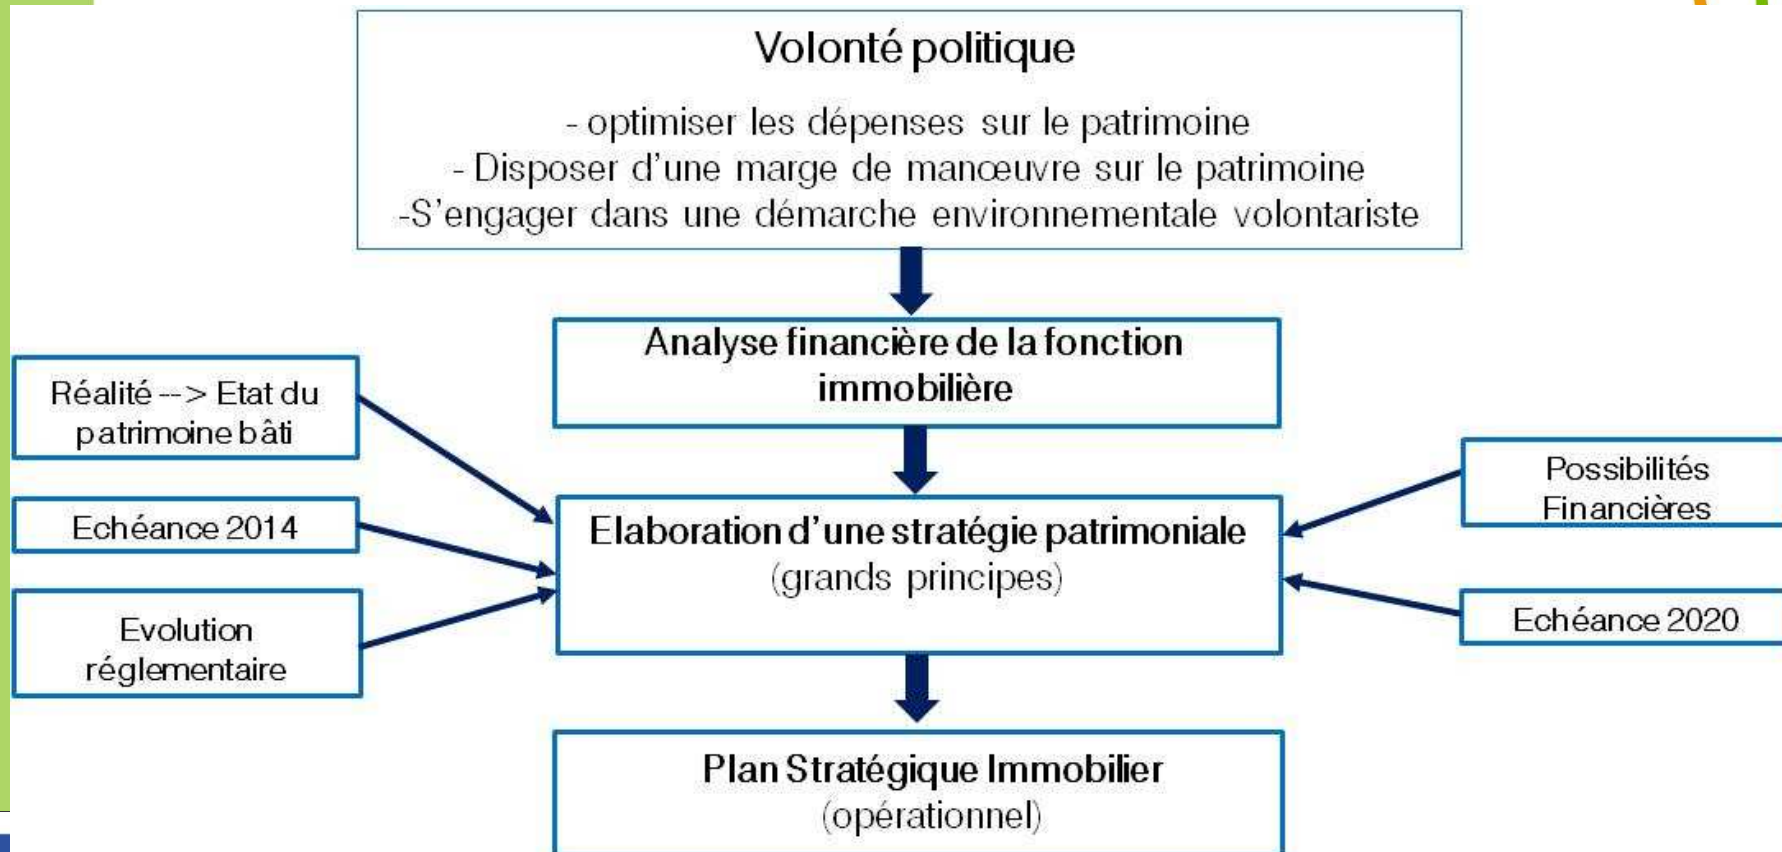 Volonté politique
- optimiser les dépenses sur le patrimoine
- Disposer d'une marge de manœuvre sur le patrimoine
-S'engager dans une démarche environnementale volontariste
Analyse financière de la fonction
immobilière
Réalité --> Etat du
patrimoine bâti
Echéance 2014
Evolution
réglementaire
Elaboration d'une stratégie patrimoniale
(grands principes)
Possibilités
Financières
Echéance 2020
Plan Stratégique Immobilier
(opérationnel)